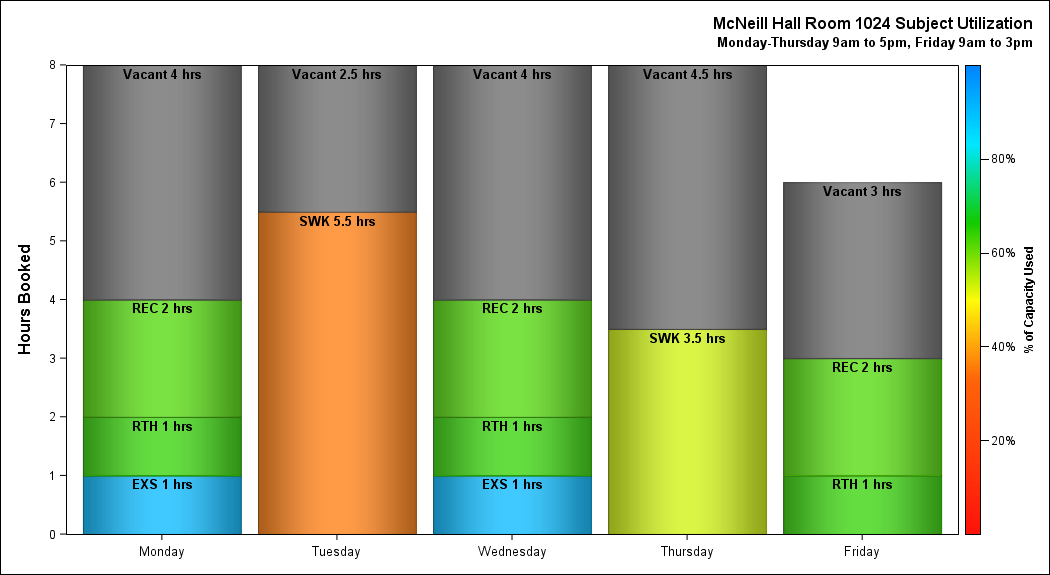 McNeill Hall Room 1024 Subject Utilization
Monday-Thursday 9am to 5pm, Friday 9am to 3pm
Hours Booked
8
7
6
5
4
3
2
1
0
Vacant 4 hrs
REC 2 hrs
RTH 1 hrs
EXS 1 hrs
Vacant 2.5 hrs
SWK 5.5 hrs
Vacant 4 hrs
REC 2 hrs
RTH 1 hrs
EXS 1 hrs
Vacant 4.5 hrs
SWK 3.5 hrs
Vacant 3 hrs
REC 2 hrs
RTH 1 hrs
Monday Tuesday Wednesday Thursday Friday
80%
60%
40%
20%
% of Capacity Used